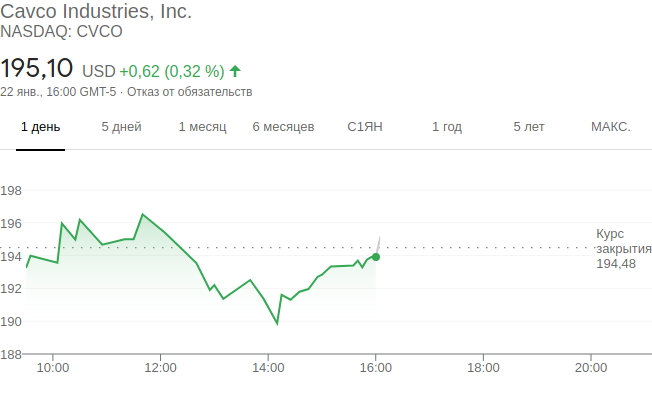 Cavco Industries, Inc.
NASDAQ: CVCO
195,10 USD +0,62 (0,32 %)
22 янв., 16:00 GMT-5 · Отказ от обязательств
1 день 5 дней 1 месяц 6 месяцев С1ЯН 1 год 5 лет МАКС.
198
196
Курс
закрытия
194,48
194
192
190
188
10:00 12:00 14:00 16:00 18:00 20:00